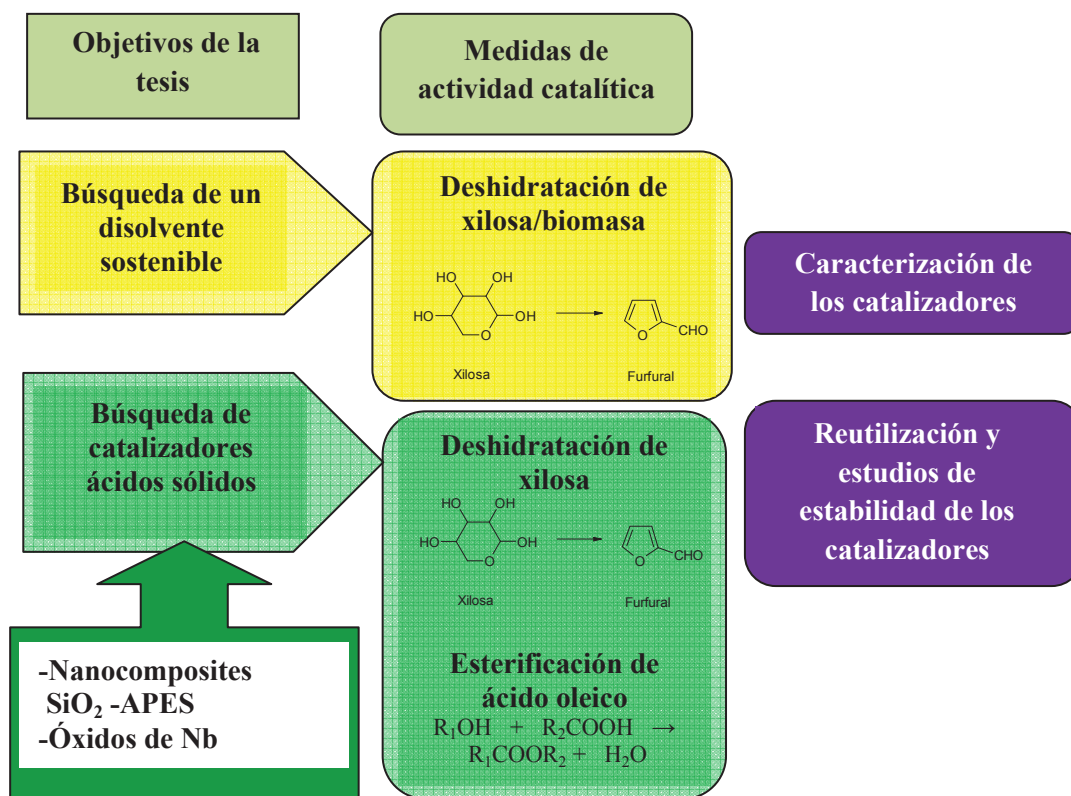 Objetivos de la
tesis
Medidas de
actividad catalítica
Búsqueda de un
disolvente
sostenible
Deshidratación de
xilosa/biomasa
HO
OH
HO
OH
O
O
CHO
Xilosa
Furfural
Caracterización de
los catalizadores
Búsqueda de
catalizadores
ácidos sólidos
Deshidratación de
xilosa
HO
OH
HO
OH
O
O
CHO
Xilosa
Furfural
Esterificación de
ácido oleico
R₁OH + R₂COOH →
R₁COOR₂ + H₂O
Reutilización y
estudios de
estabilidad de los
catalizadores
-Nanocomposites
SiO₂ -APES
-Óxidos de Nb